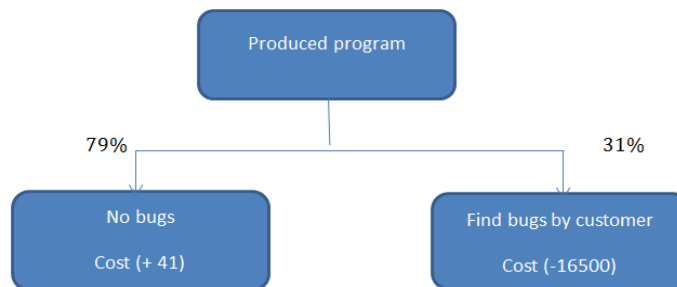 Produced program
79%
31%
No bugs
Cost (+ 41)
Find bugs by customer
Cost (-16500)